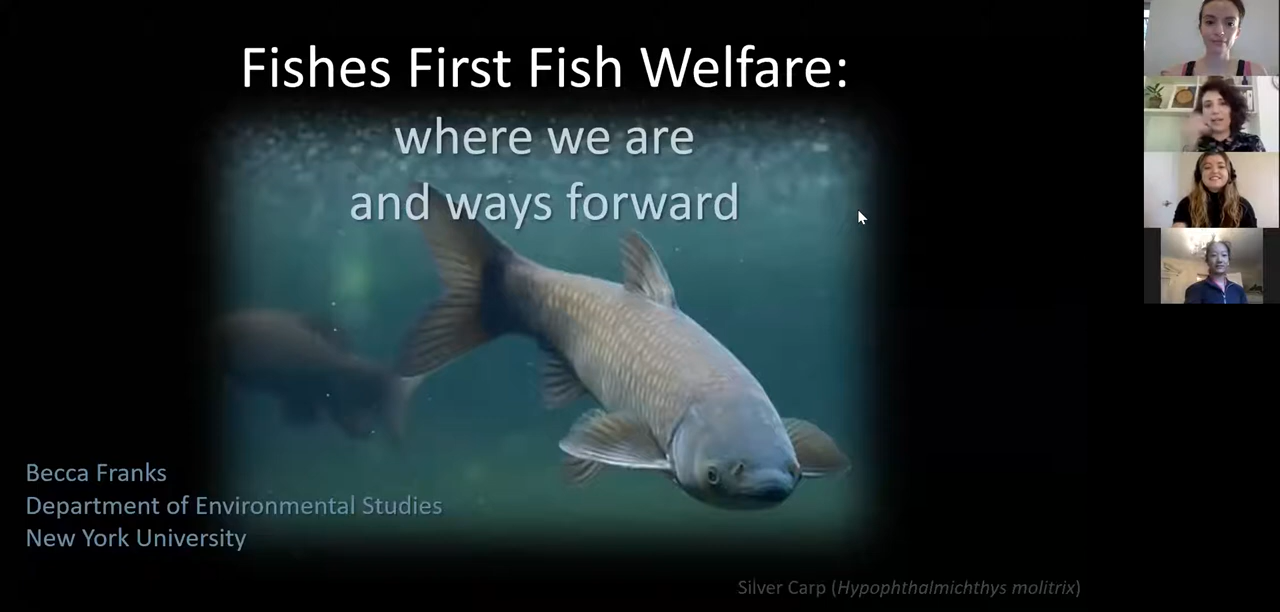 Fishes First Fish Welfare:
where we are
and ways forward
Becca Franks
Department of Environmental Studies
New York University
Silver Carp (Hypophthalmichthys molitrix)